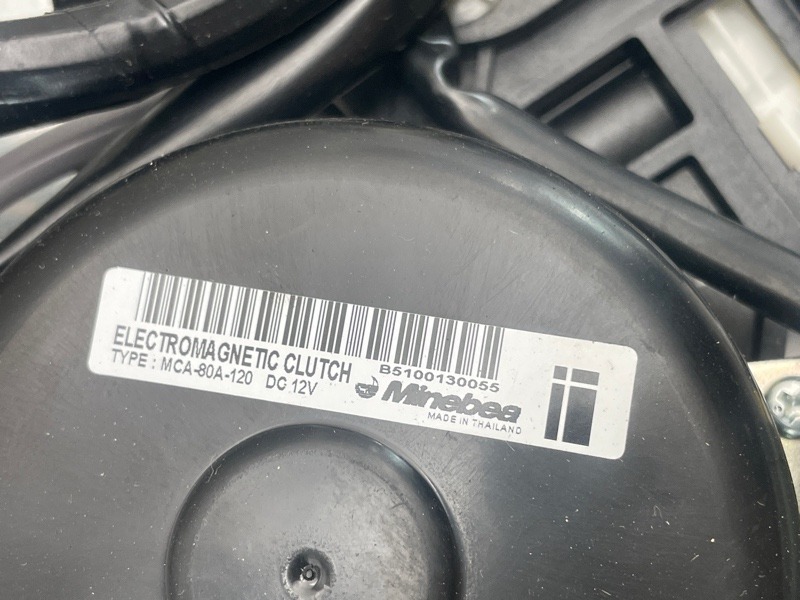 B5100130055
ELECTROMAGNETIC CLUTCH
TYPE : MCA-80A-120 DC 12V
Minebea
MADE IN THAILAND